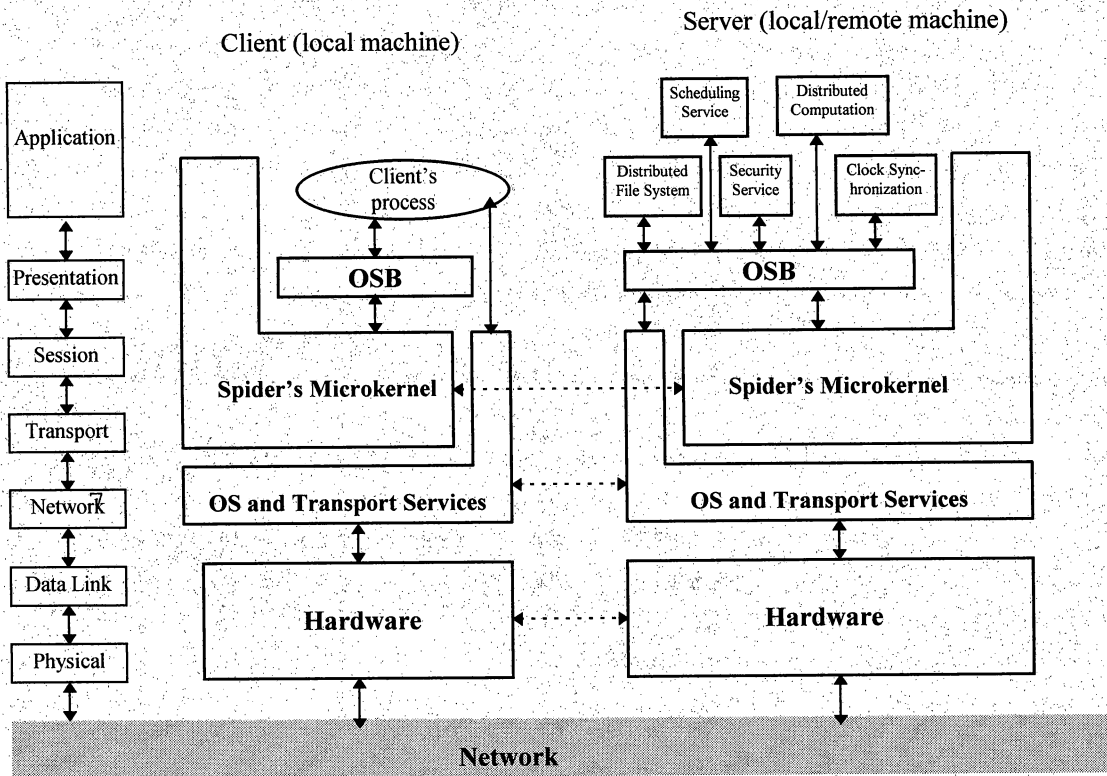 Client (local machine)
Server (local/remote machine)
Application
Presentation
Session
Transport
Network
Data Link
Physical
Client's
process
OSB
Spider's Microkernel
OS and Transport Services
Hardware
Scheduling
Service
Distributed
Computation
Distributed
File System
Security
Service
Clock Syn-
chronization
OSB
Spider's Microkernel
OS and Transport Services
Hardware
Network